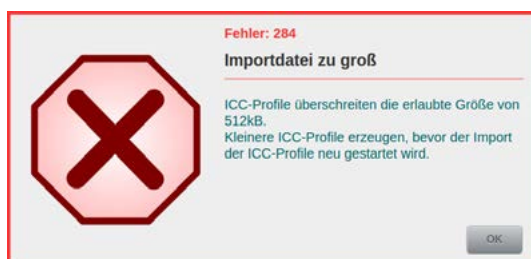 Fehler: 284
Importdatei zu groß
ICC-Profile überschreiten die erlaubte Größe von
512kB.
Kleinere ICC-Profile erzeugen, bevor der Import
der ICC-Profile neu gestartet wird.
OK